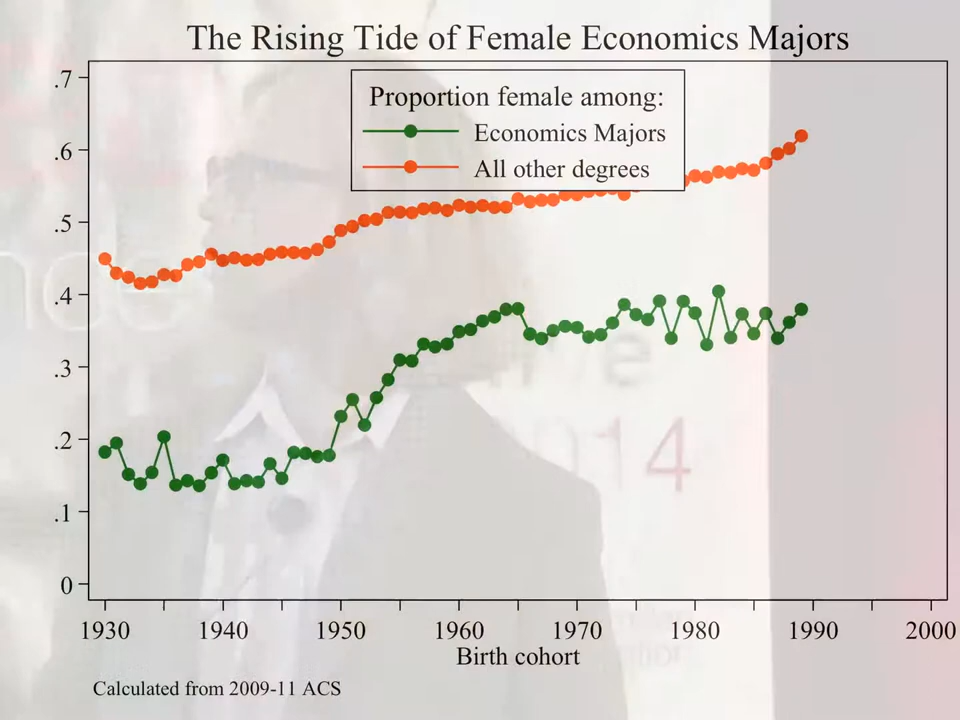 The Rising Tide of Female Economics Majors
Proportion female among:
Economics Majors
All other degrees
.7
.6
.5
.4
.3
.2
.1
0
1930 1940 1950 1960 1970 1980 1990 2000
Birth cohort
Calculated from 2009-11 ACS
14